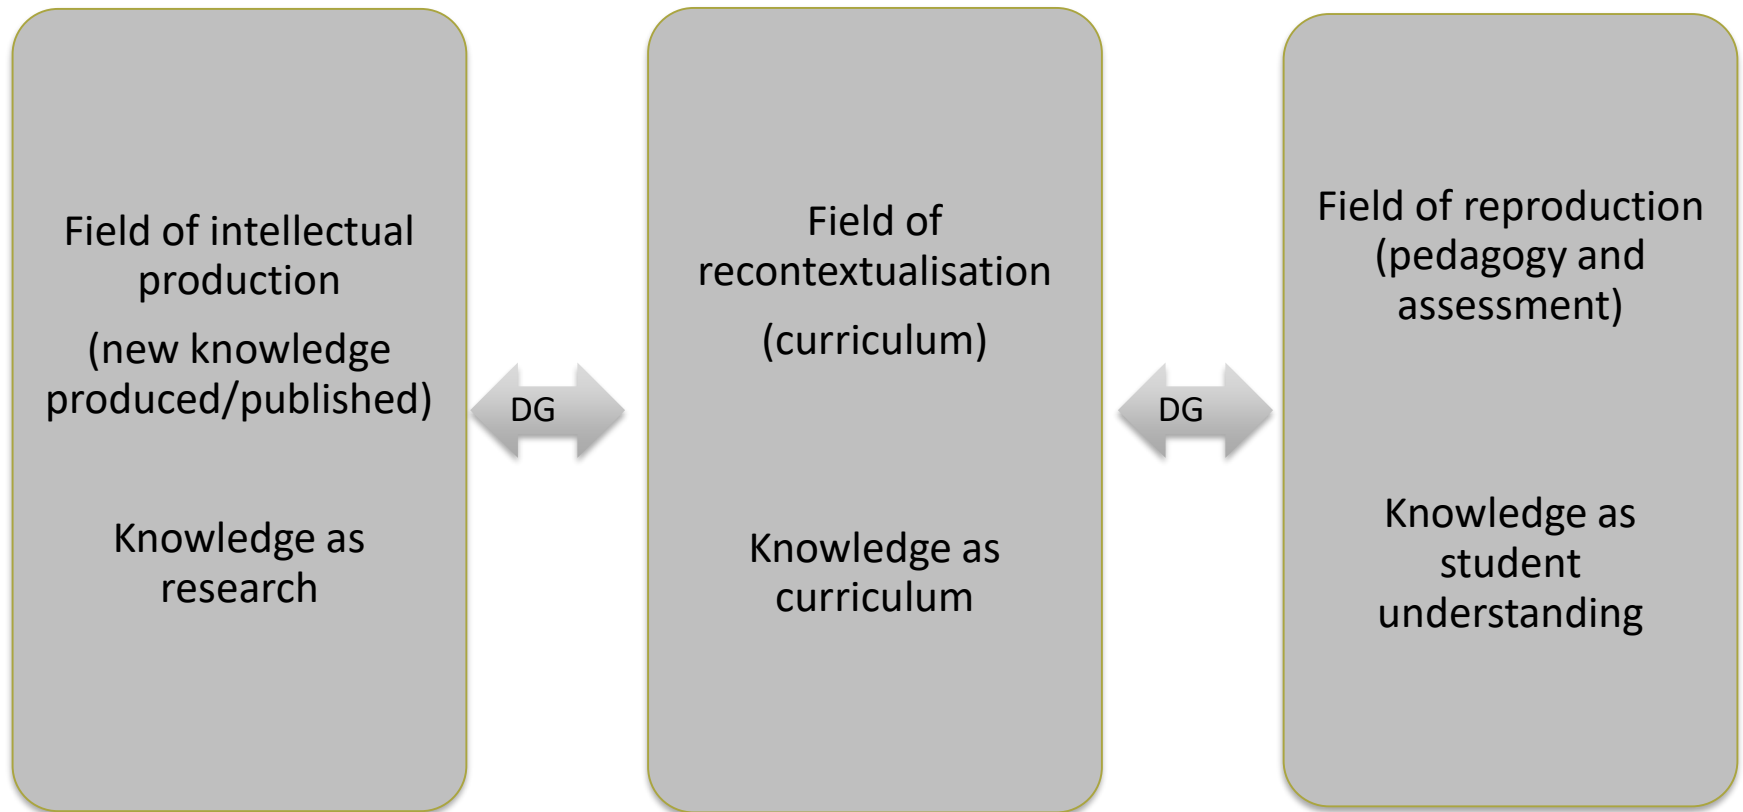 Field of intellectual
production
(new knowledge
produced/published)
Knowledge as
research
DG
Field of
recontextualisation
(curriculum)
Knowledge as
curriculum
DG
Field of reproduction
(pedagogy and
assessment)
Knowledge as
student
understanding